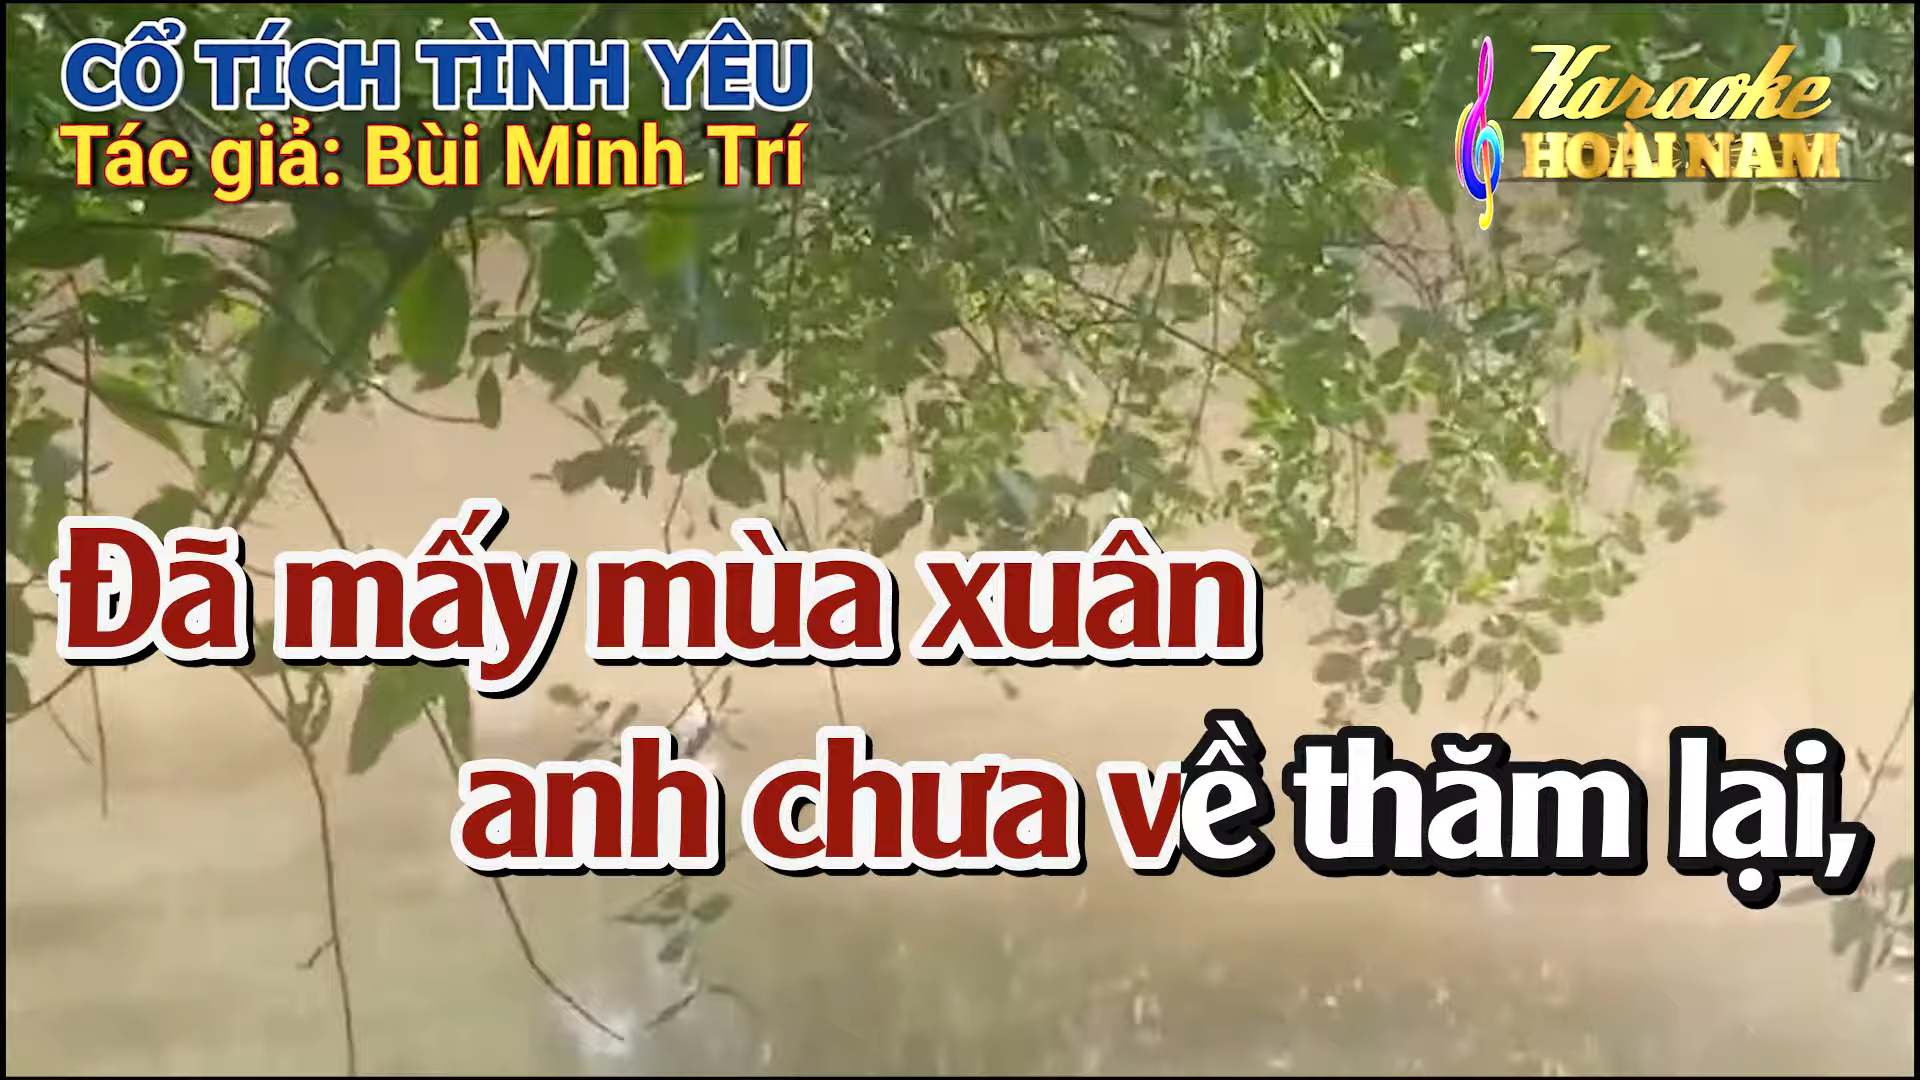 CỔ TÍCH TÌNH YÊU
Tác giả: Bùi Minh Trí
Karaoke
HOÀI NAM
Đã mấy mùa xuân
anh chưa về thăm lại,